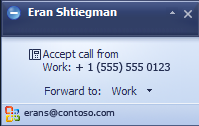 Eran Shtiegman
Accept call from
Work: + 1 (555) 555 0123
Forward to: Work
erans@contoso.com